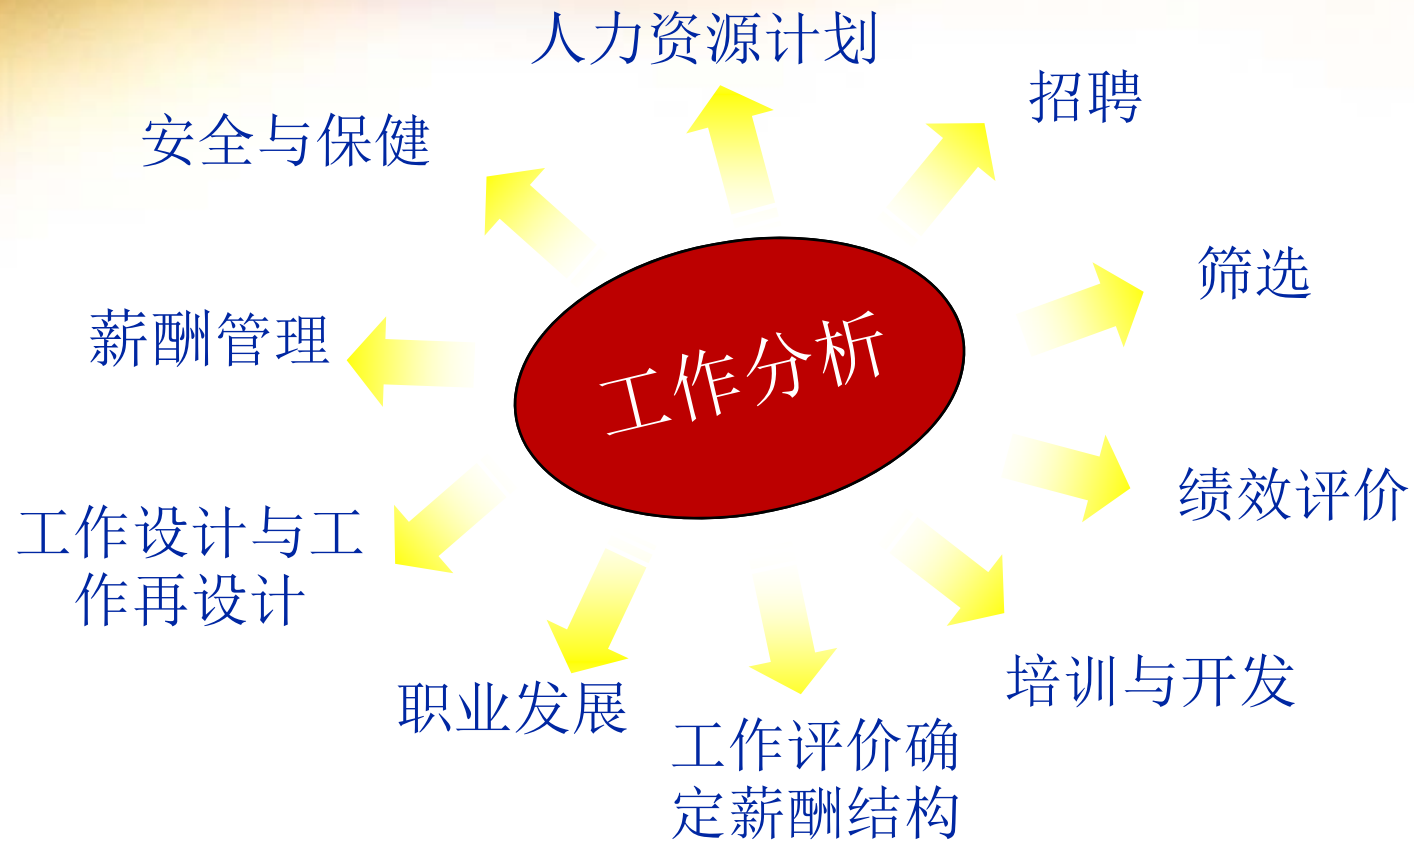 人力资源计划
招聘
安全与保健
筛选
薪酬管理
工作分析
绩效评价
工作设计与工
作再设计
培训与开发
职业发展
工作评价确
定薪酬结构